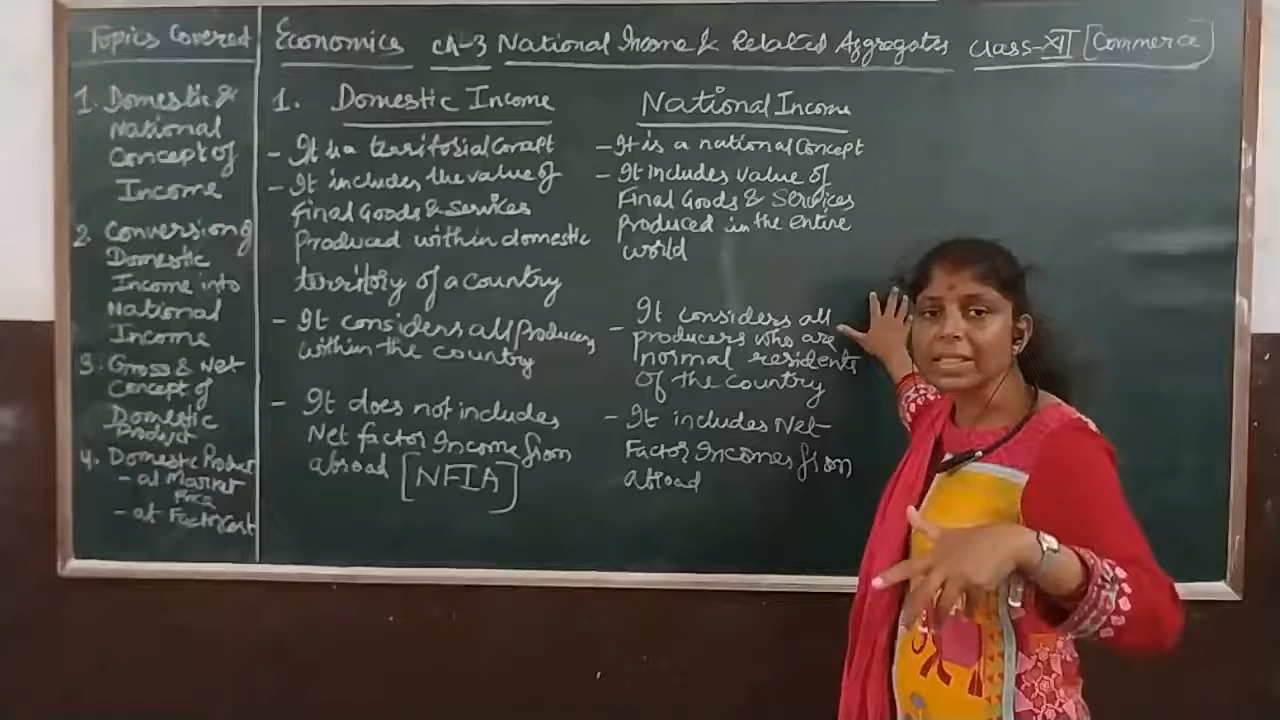 Topics Covered
1. Domestic &
National
Concept of
Income
2. Conversion of
Domestic
Income into
National
Income
3. Gross & Net
Concept of
Domestic
Product
4. Domestic Product
- at Market
Price
- at Factor Cost
Economics ch-3 National Income & Related Aggregates Class-XII [Commerce]
1. Domestic Income
- It is a territorial Concept
- It includes the value of
final Goods & Services
produced within domestic
territory of a country
- It considers all Producers
within the country
- It does not includes
Net factor Income from
abroad [NFIA]
National Income
- It is a national Concept
- It includes value of
Final Goods & Services
produced in the entire
world
- It considers all
producers who are
normal residents
of the country
- It includes Net
Factor Incomes from
abroad